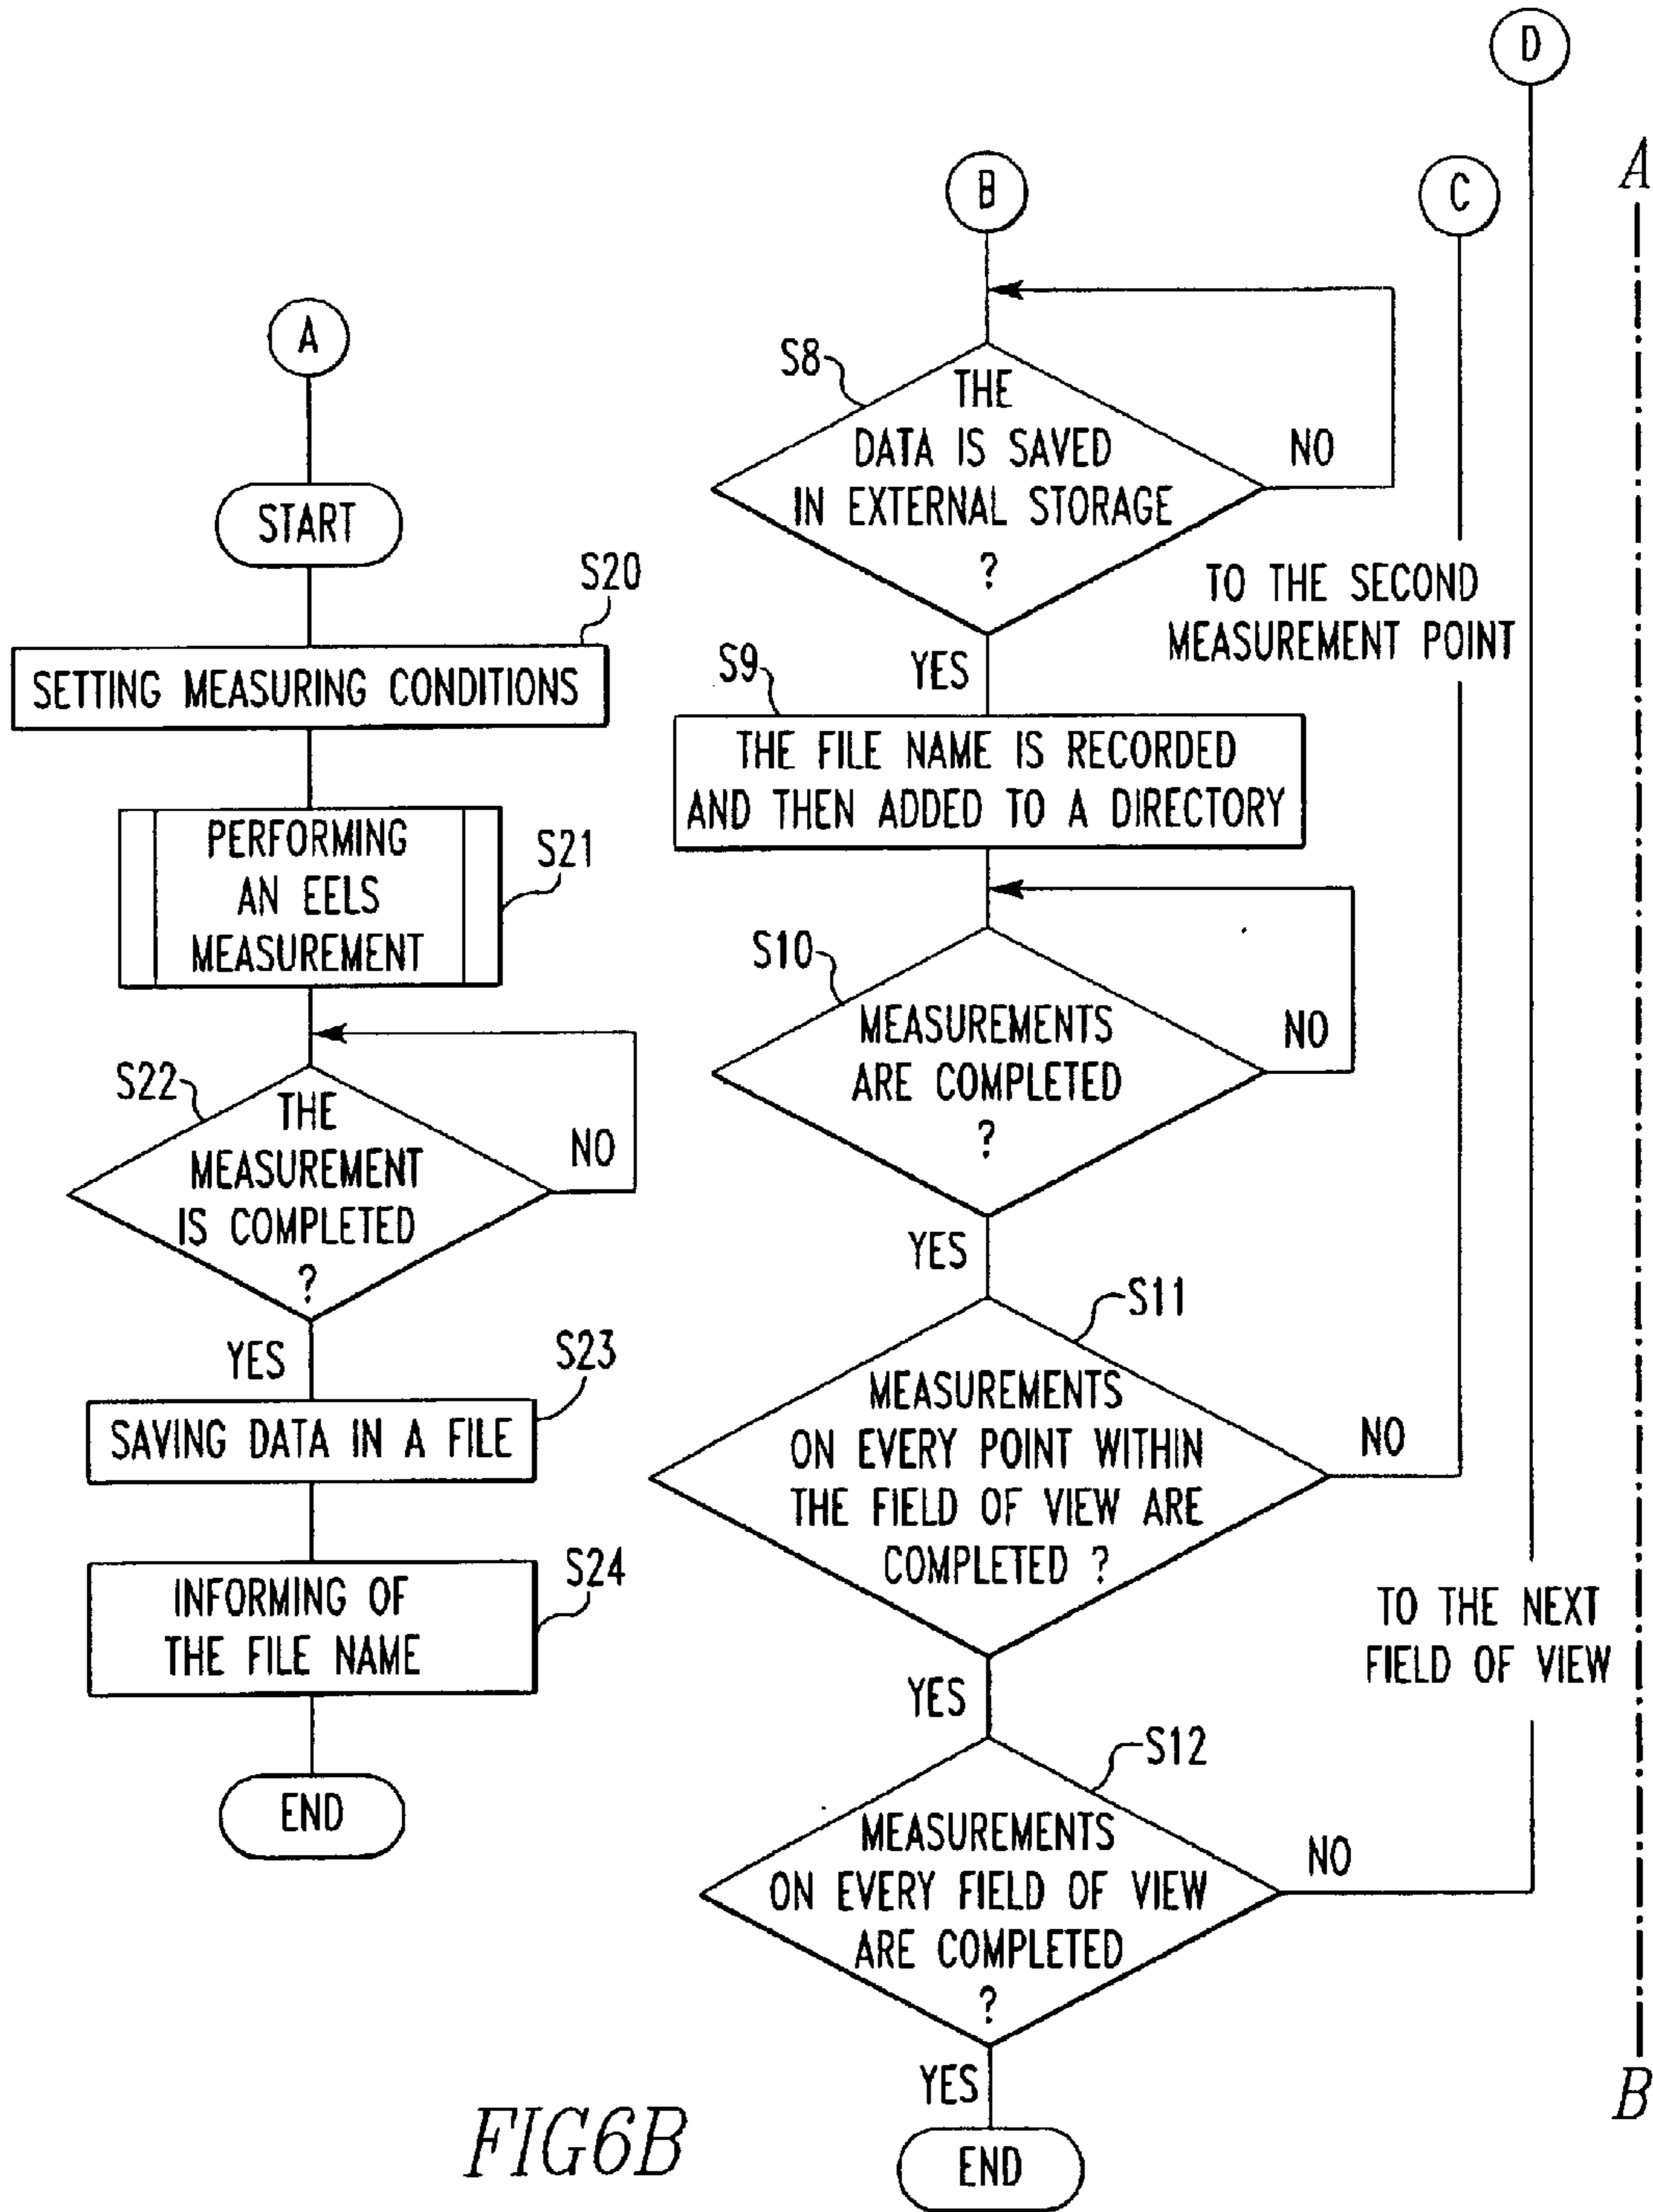 D
A
B
C
A
S8
THE
DATA IS SAVED
IN EXTERNAL STORAGE
?
NO
START
S20
TO THE SECOND
MEASUREMENT POINT
YES
SETTING MEASURING CONDITIONS
S9
THE FILE NAME IS RECORDED
AND THEN ADDED TO A DIRECTORY
PERFORMING
AN EELS
MEASUREMENT
S21
S10
MEASUREMENTS
ARE COMPLETED
?
NO
S22
THE
MEASUREMENT
IS COMPLETED
?
NO
YES
YES
S11
MEASUREMENTS
ON EVERY POINT WITHIN
THE FIELD OF VIEW ARE
COMPLETED ?
NO
S23
SAVING DATA IN A FILE
S24
INFORMING OF
THE FILE NAME
TO THE NEXT
FIELD OF VIEW
YES
END
S12
MEASUREMENTS
ON EVERY FIELD OF VIEW
ARE COMPLETED
?
NO
YES
END
B
FIG6B